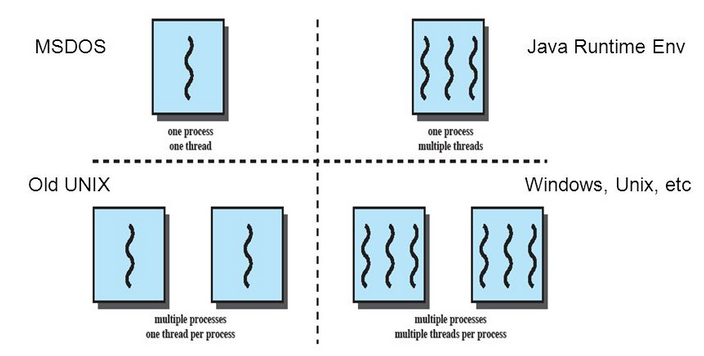 MSDOS
Java Runtime Env
one process
one thread
one process
multiple threads
Old UNIX
Windows, Unix, etc
multiple processes
one thread per process
multiple processes
multiple threads per process